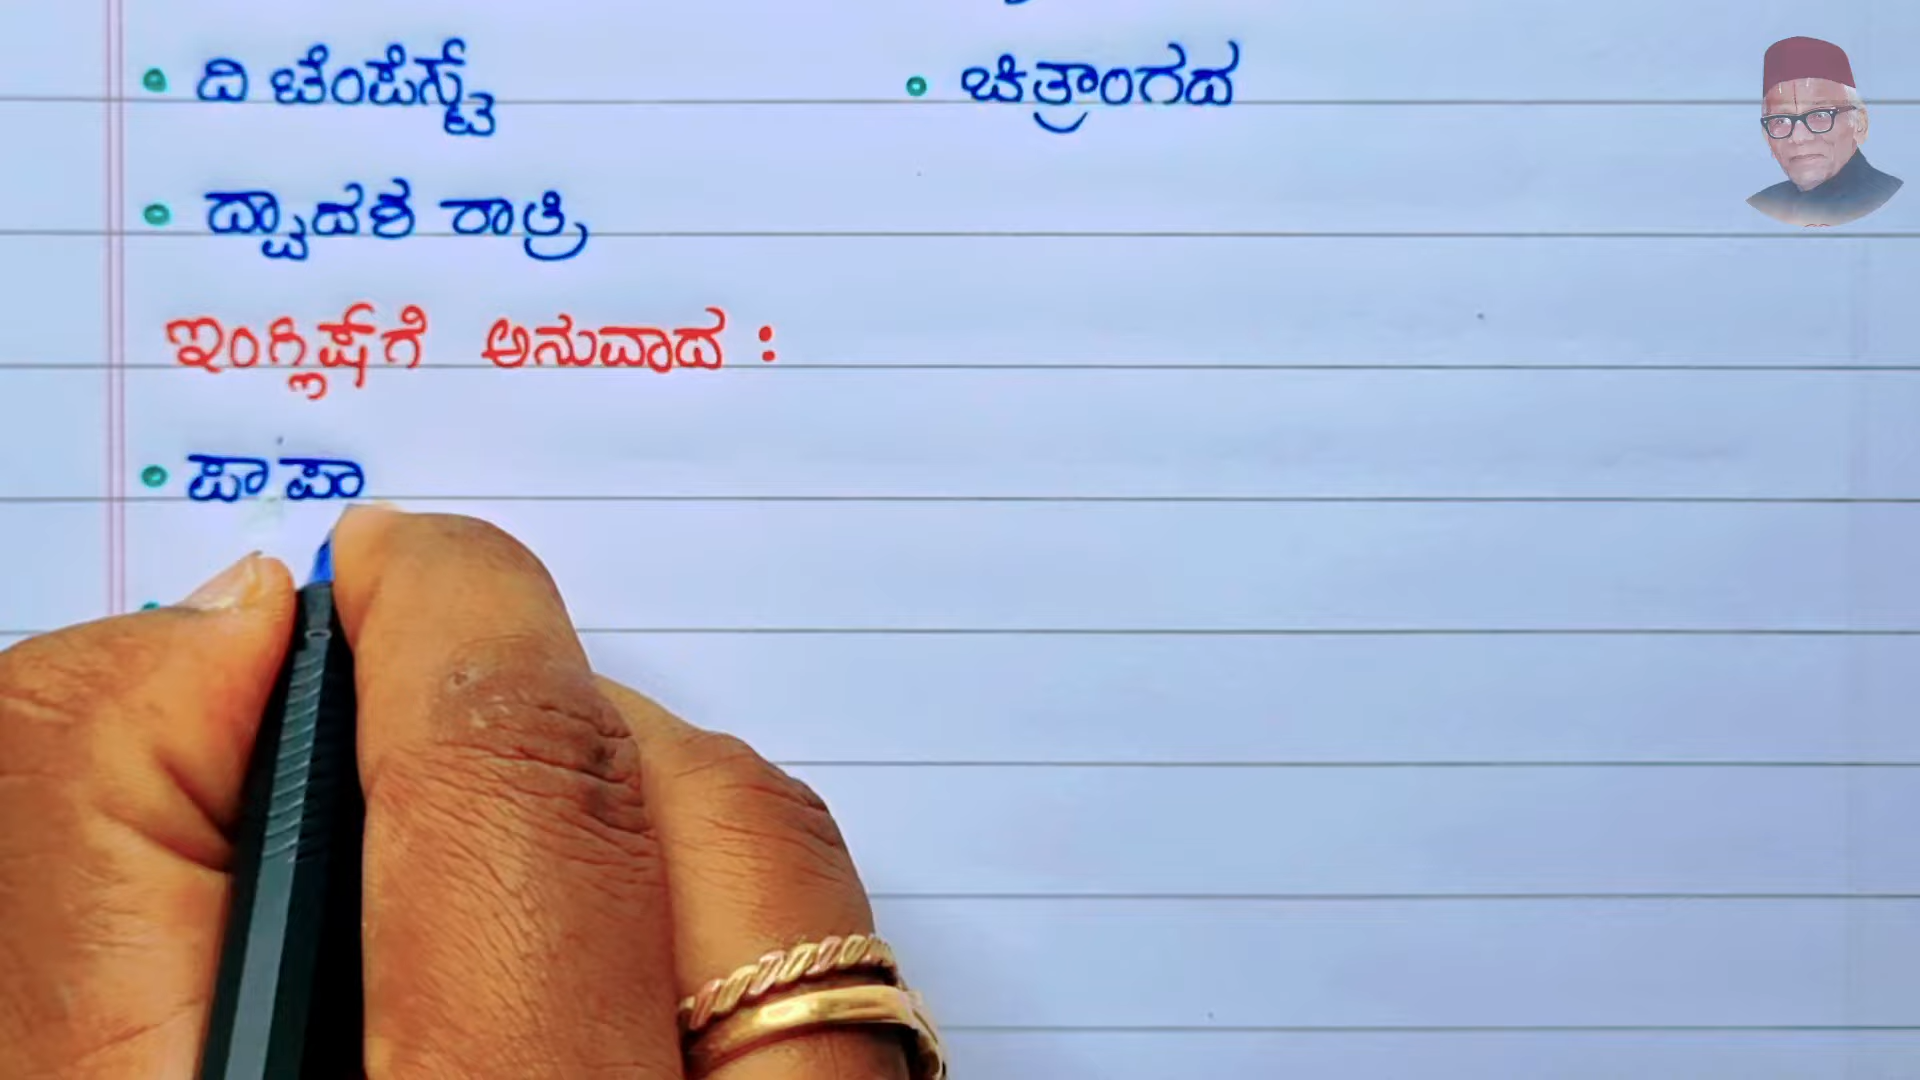 ದಿ ಟೆಂಪೆಸ್ಟ್ ಚಿತ್ರಾಂಗದ
ದ್ವಾದಶ ರಾತ್ರಿ
ಇಂಗ್ಲಿಷ್‌ಗೆ ಅನುವಾದ :
ಪಾಪಾ